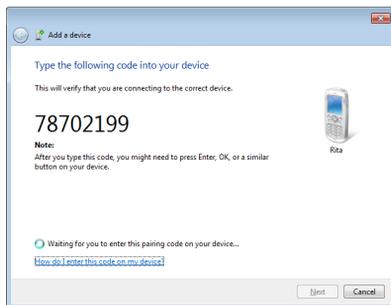 Add a device
Type the following code into your device
This will verify that you are connecting to the correct device.
78702199
Note:
After you type this code, you might need to press Enter, OK, or a similar
button on your device.
Rita
Waiting for you to enter this pairing code on your device...
How do I enter this code on my device?
Next
Cancel